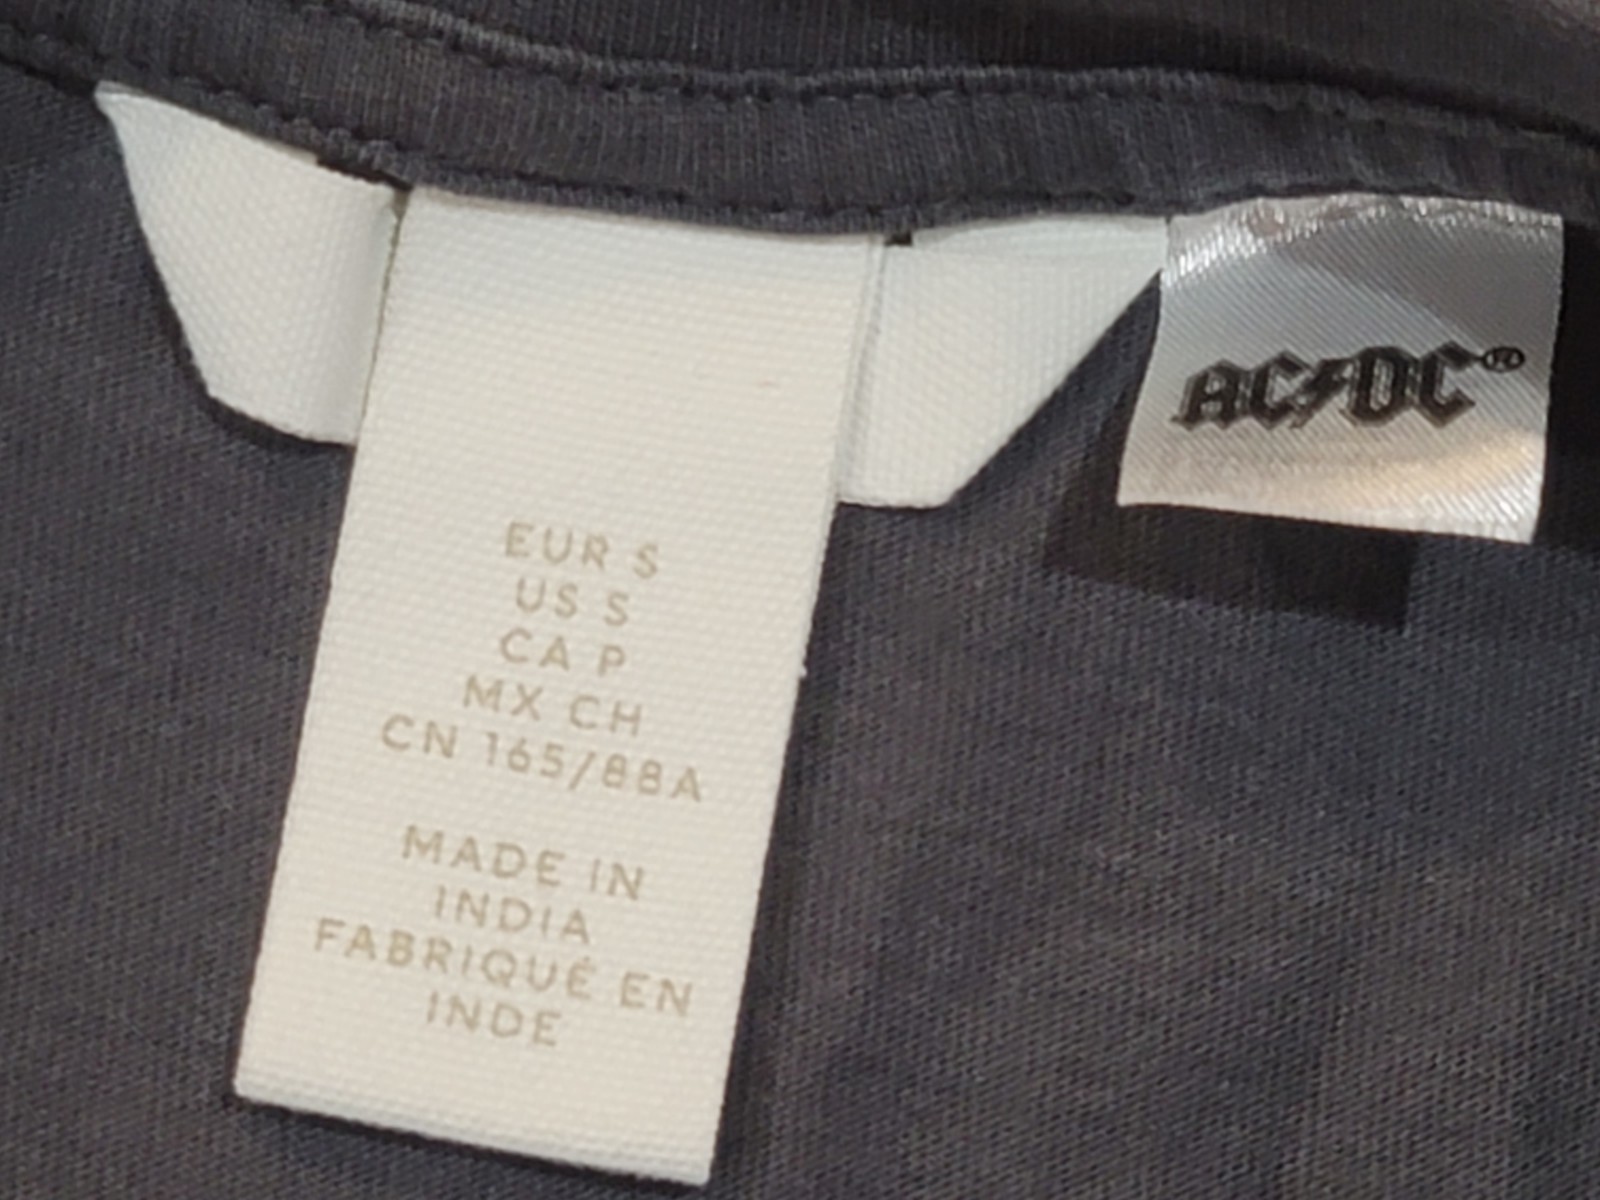 EUR S
US S
CA P
MX CH
CN 165/88A
MADE IN
INDIA
FABRIQUÉ EN
INDE
AC/DC®